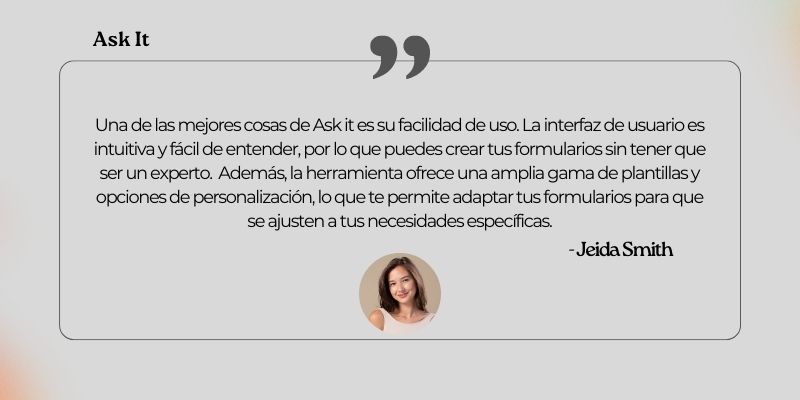 Ask It
Una de las mejores cosas de Ask it es su facilidad de uso. La interfaz de usuario es
intuitiva y fácil de entender, por lo que puedes crear tus formularios sin tener que
ser un experto.  Además, la herramienta ofrece una amplia gama de plantillas y
opciones de personalización, lo que te permite adaptar tus formularios para que
se ajusten a tus necesidades específicas.
- Jeida Smith